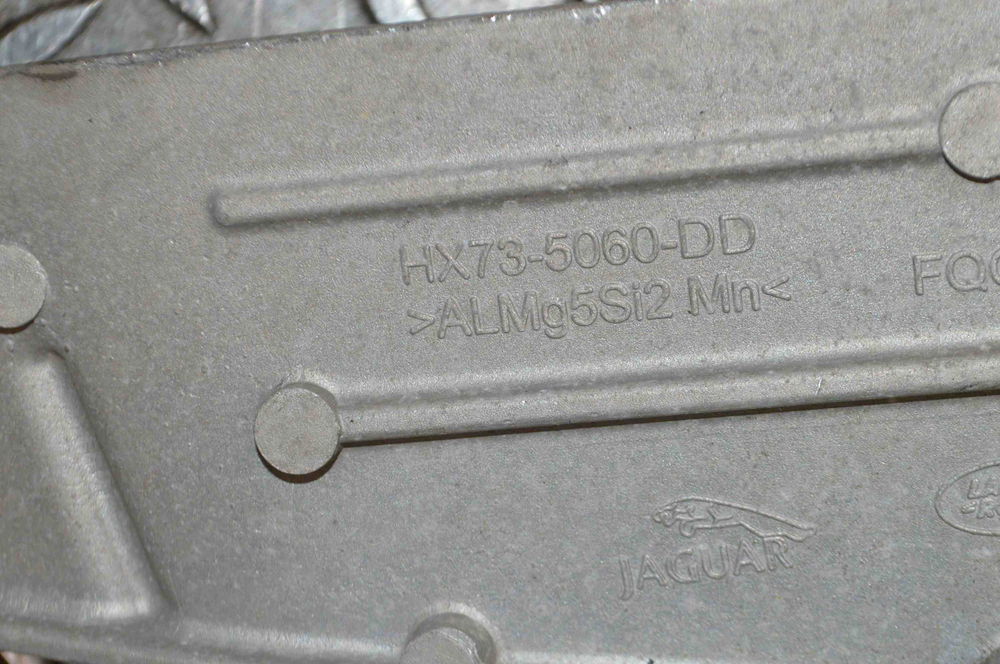 HX73-5060-DD
>ALMg5Si2 Mn<
JAGUAR